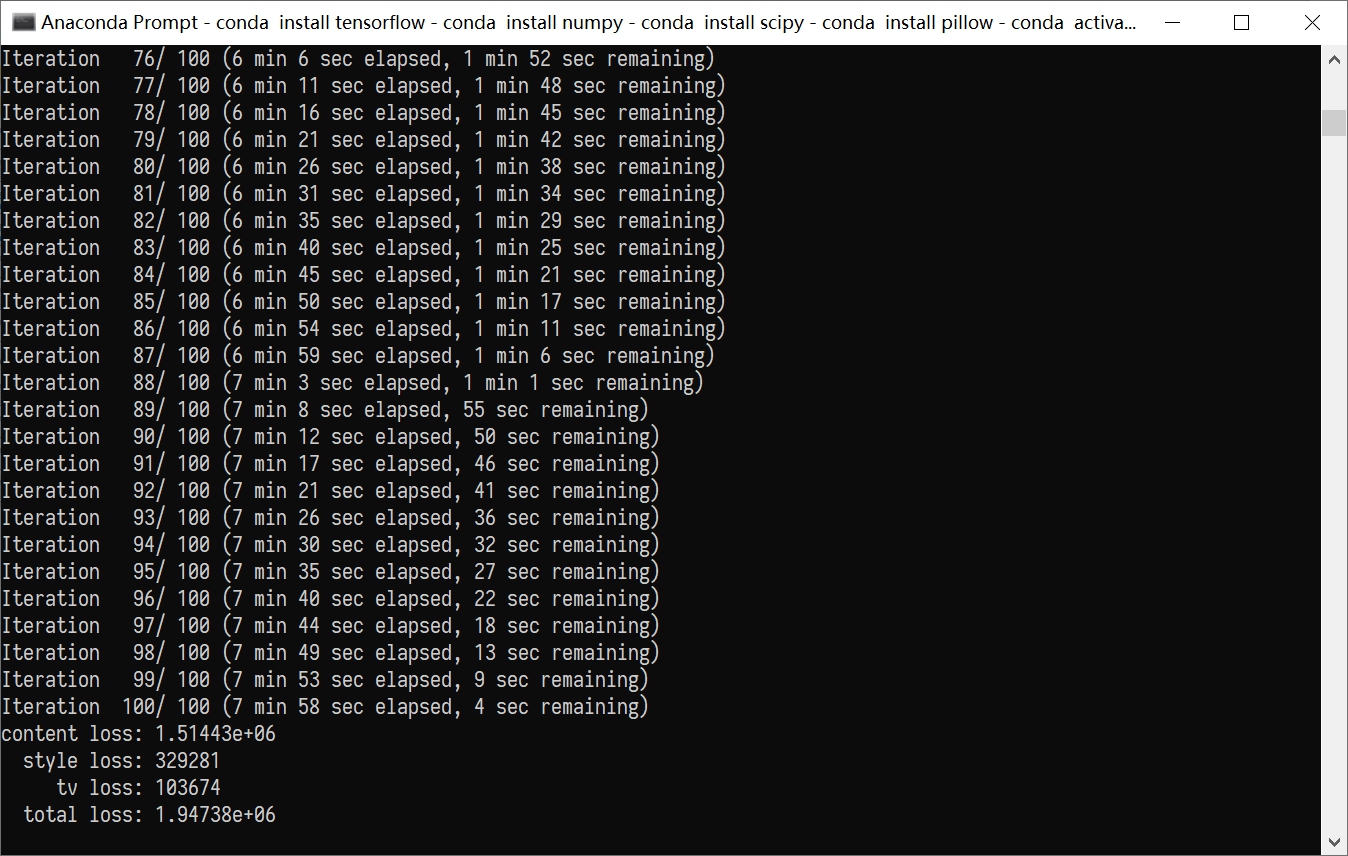 Anaconda Prompt - conda  install tensorflow - conda  install numpy - conda  install scipy - conda  install pillow - conda  activa...
Iteration   76/ 100 (6 min 6 sec elapsed, 1 min 52 sec remaining)
Iteration   77/ 100 (6 min 11 sec elapsed, 1 min 48 sec remaining)
Iteration   78/ 100 (6 min 16 sec elapsed, 1 min 45 sec remaining)
Iteration   79/ 100 (6 min 21 sec elapsed, 1 min 42 sec remaining)
Iteration   80/ 100 (6 min 26 sec elapsed, 1 min 38 sec remaining)
Iteration   81/ 100 (6 min 31 sec elapsed, 1 min 34 sec remaining)
Iteration   82/ 100 (6 min 35 sec elapsed, 1 min 29 sec remaining)
Iteration   83/ 100 (6 min 40 sec elapsed, 1 min 25 sec remaining)
Iteration   84/ 100 (6 min 45 sec elapsed, 1 min 21 sec remaining)
Iteration   85/ 100 (6 min 50 sec elapsed, 1 min 17 sec remaining)
Iteration   86/ 100 (6 min 54 sec elapsed, 1 min 11 sec remaining)
Iteration   87/ 100 (6 min 59 sec elapsed, 1 min 6 sec remaining)
Iteration   88/ 100 (7 min 3 sec elapsed, 1 min 1 sec remaining)
Iteration   89/ 100 (7 min 8 sec elapsed, 55 sec remaining)
Iteration   90/ 100 (7 min 12 sec elapsed, 50 sec remaining)
Iteration   91/ 100 (7 min 17 sec elapsed, 46 sec remaining)
Iteration   92/ 100 (7 min 21 sec elapsed, 41 sec remaining)
Iteration   93/ 100 (7 min 26 sec elapsed, 36 sec remaining)
Iteration   94/ 100 (7 min 30 sec elapsed, 32 sec remaining)
Iteration   95/ 100 (7 min 35 sec elapsed, 27 sec remaining)
Iteration   96/ 100 (7 min 40 sec elapsed, 22 sec remaining)
Iteration   97/ 100 (7 min 44 sec elapsed, 18 sec remaining)
Iteration   98/ 100 (7 min 49 sec elapsed, 13 sec remaining)
Iteration   99/ 100 (7 min 53 sec elapsed, 9 sec remaining)
Iteration  100/ 100 (7 min 58 sec elapsed, 4 sec remaining)
content loss: 1.51443e+06
  style loss: 329281
     tv loss: 103674
  total loss: 1.94738e+06